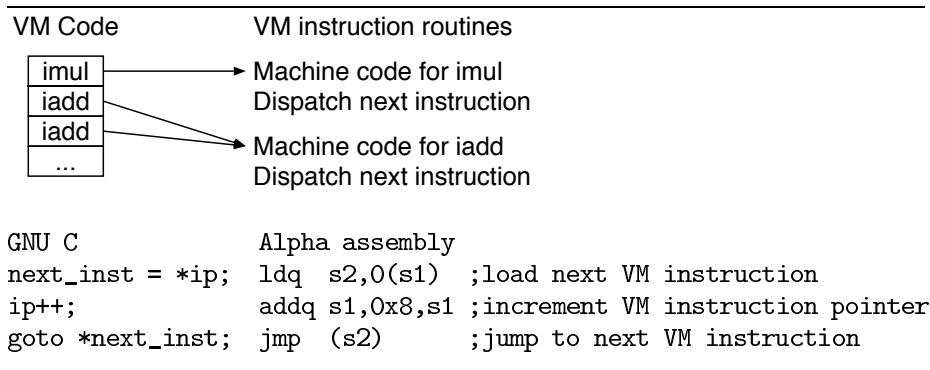 VM Code VM instruction routines
imul Machine code for imul
iadd Dispatch next instruction
iadd Machine code for iadd
... Dispatch next instruction
GNU C Alpha assembly
next_inst = *ip; ldq s2,0(s1) ;load next VM instruction
ip++; addq s1,0x8,s1 ;increment VM instruction pointer
goto *next_inst; jmp (s2) ;jump to next VM instruction